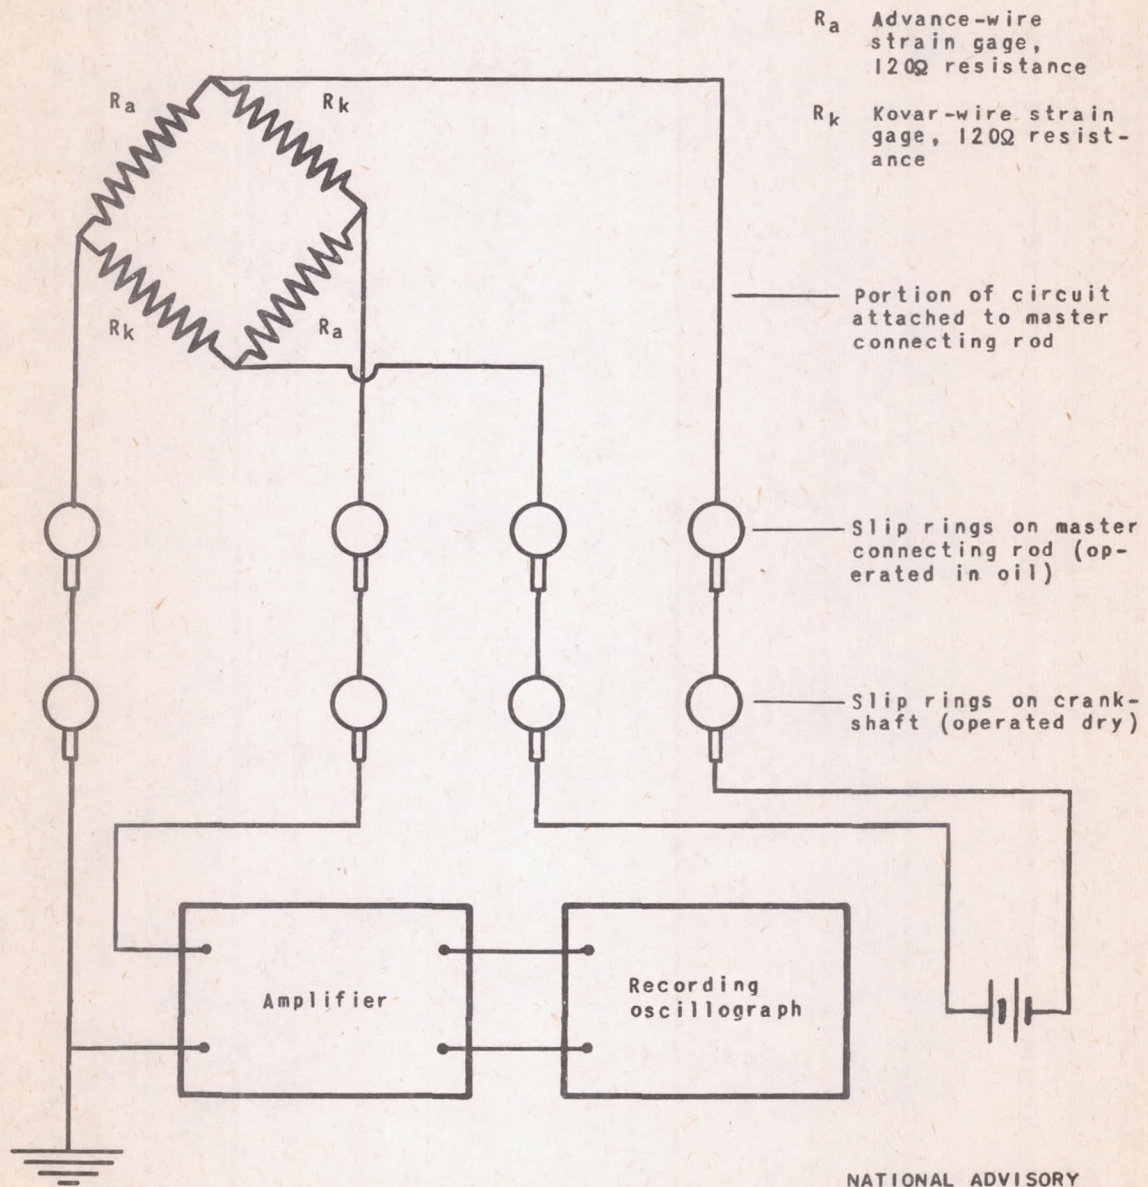 Ra Advance-wire
strain gage,
120Ω resistance
Rk Kovar-wire strain
gage, 120Ω resist-
ance
Ra
Rk
Rk
Ra
Portion of circuit
attached to master
connecting rod
Slip rings on master
connecting rod (op-
erated in oil)
Slip rings on crank-
shaft (operated dry)
Amplifier
Recording
oscillograph
NATIONAL ADVISORY